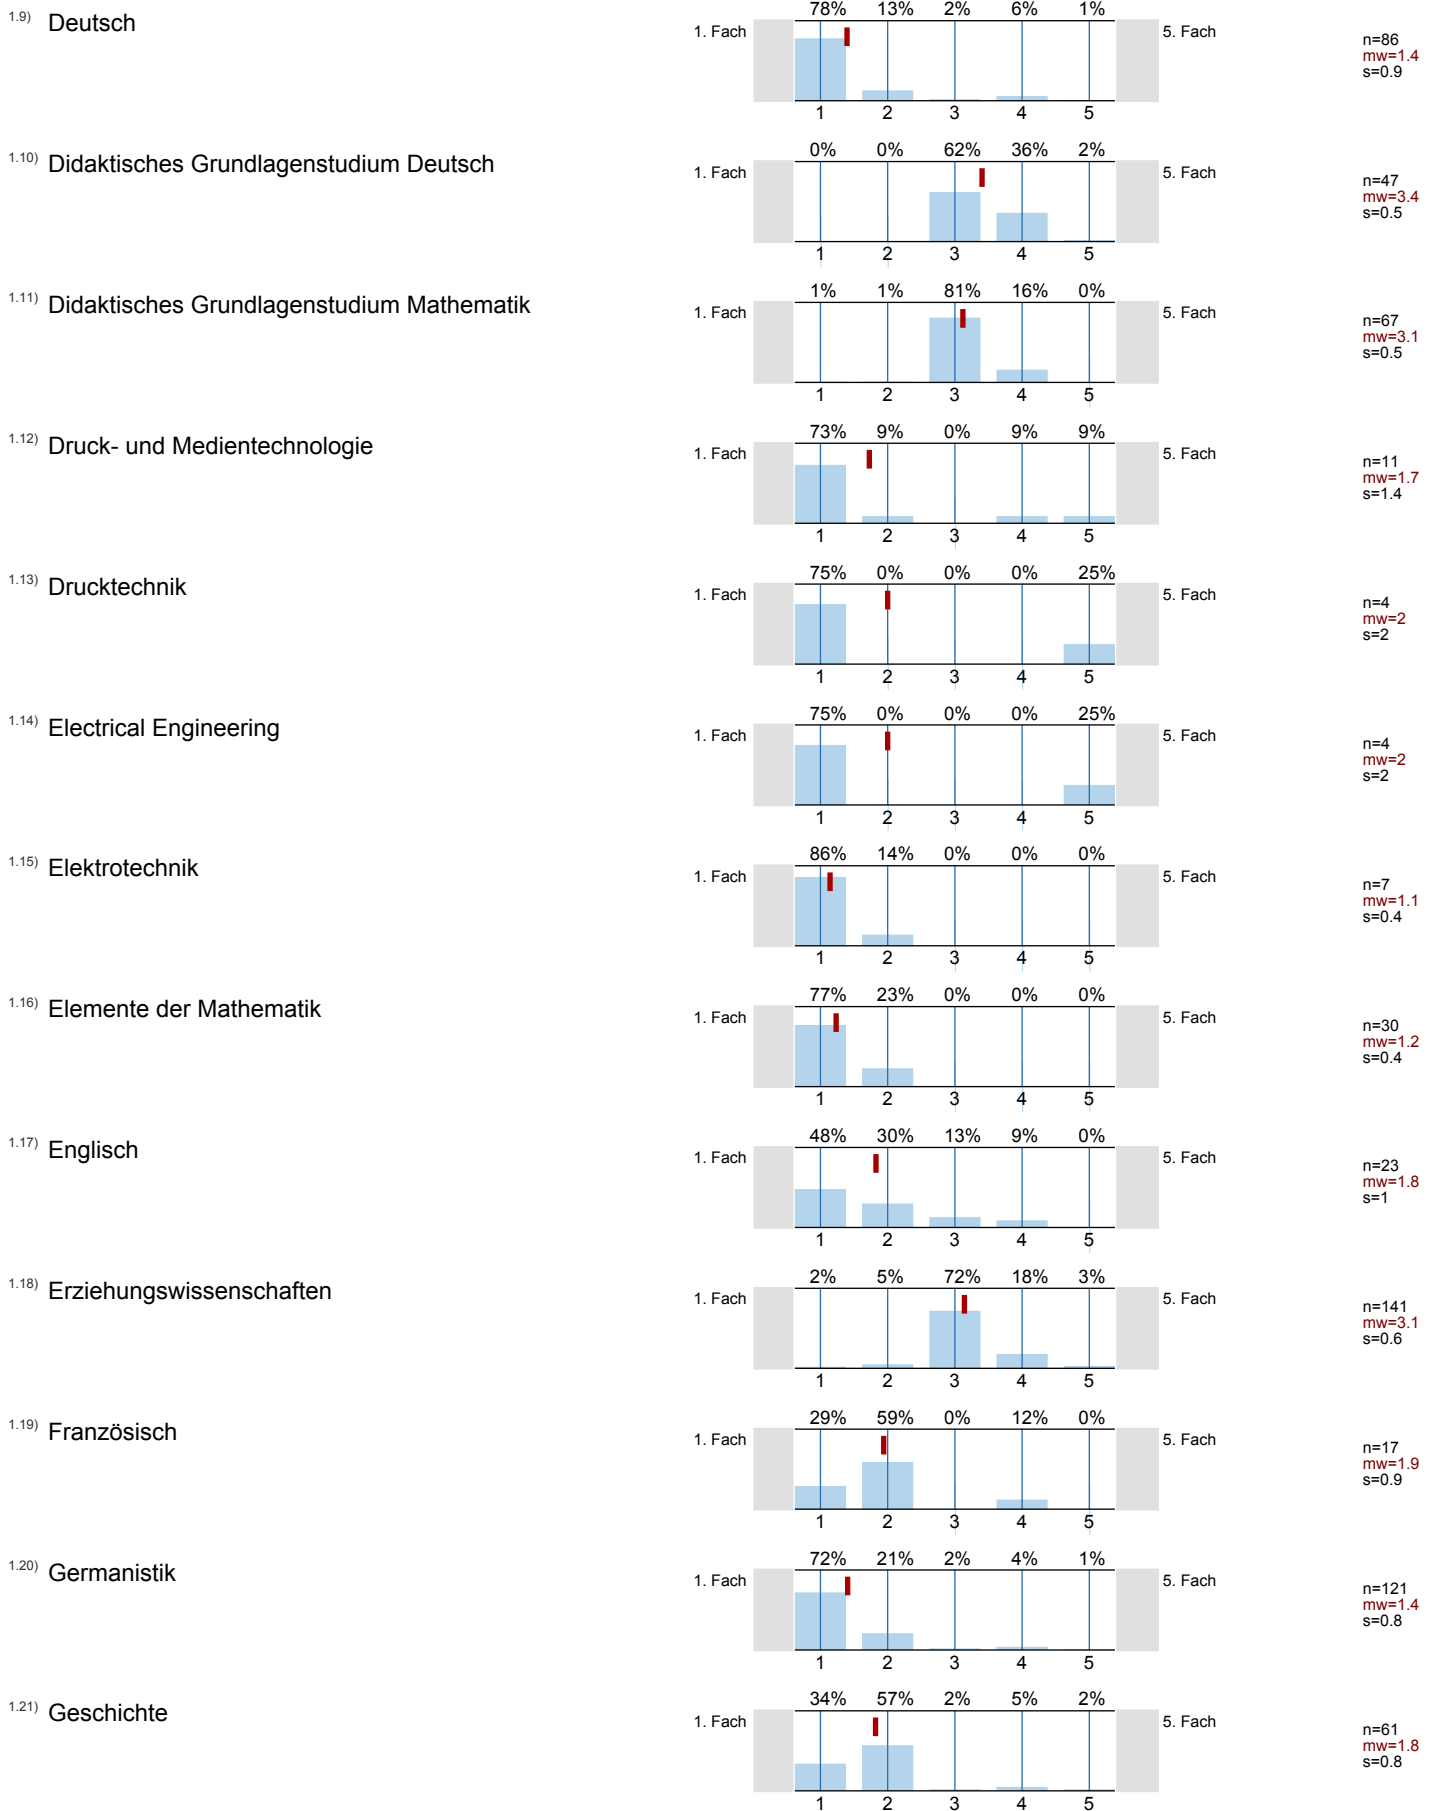 1.9) Deutsch
78% 13% 2% 6% 1%
1. Fach 5. Fach
n=86
mw=1.4
s=0.9
1 2 3 4 5
1.10) Didaktisches Grundlagenstudium Deutsch
0% 0% 62% 36% 2%
1. Fach 5. Fach
n=47
mw=3.4
s=0.5
1 2 3 4 5
1.11) Didaktisches Grundlagenstudium Mathematik
1% 1% 81% 16% 0%
1. Fach 5. Fach
n=67
mw=3.1
s=0.5
1 2 3 4 5
1.12) Druck- und Medientechnologie
73% 9% 0% 9% 9%
1. Fach 5. Fach
n=11
mw=1.7
s=1.4
1 2 3 4 5
1.13) Drucktechnik
75% 0% 0% 0% 25%
1. Fach 5. Fach
n=4
mw=2
s=2
1 2 3 4 5
1.14) Electrical Engineering
75% 0% 0% 0% 25%
1. Fach 5. Fach
n=4
mw=2
s=2
1 2 3 4 5
1.15) Elektrotechnik
86% 14% 0% 0% 0%
1. Fach 5. Fach
n=7
mw=1.1
s=0.4
1 2 3 4 5
1.16) Elemente der Mathematik
77% 23% 0% 0% 0%
1. Fach 5. Fach
n=30
mw=1.2
s=0.4
1 2 3 4 5
1.17) Englisch
48% 30% 13% 9% 0%
1. Fach 5. Fach
n=23
mw=1.8
s=1
1 2 3 4 5
1.18) Erziehungswissenschaften
2% 5% 72% 18% 3%
1. Fach 5. Fach
n=141
mw=3.1
s=0.6
1 2 3 4 5
1.19) Französisch
29% 59% 0% 12% 0%
1. Fach 5. Fach
n=17
mw=1.9
s=0.9
1 2 3 4 5
1.20) Germanistik
72% 21% 2% 4% 1%
1. Fach 5. Fach
n=121
mw=1.4
s=0.8
1 2 3 4 5
1.21) Geschichte
34% 57% 2% 5% 2%
1. Fach 5. Fach
n=61
mw=1.8
s=0.8
1 2 3 4 5